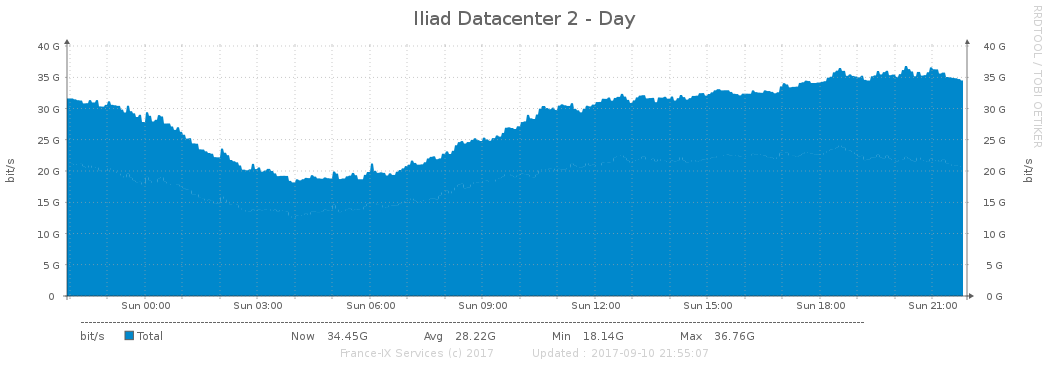 Iliad Datacenter 2 - Day
RRDTOOL / TOBI OETIKER
40 G 40 G
35 G 35 G
30 G 30 G
25 G 25 G
20 G 20 G
15 G 15 G
10 G 10 G
5 G 5 G
0 0 G
bit/s
bit/s
Sun 00:00 Sun 03:00 Sun 06:00 Sun 09:00 Sun 12:00 Sun 15:00 Sun 18:00 Sun 21:00
bit/s Total Now 34.45G Avg 28.22G Min 18.14G Max 36.76G
France-IX Services (c) 2017 Updated : 2017-09-10 21:55:07